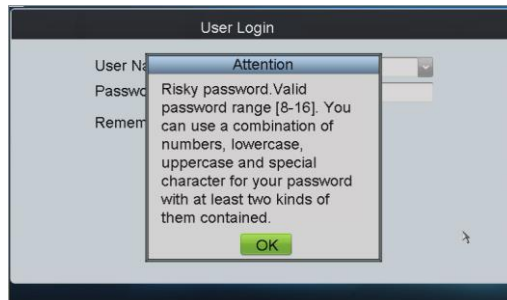 User Login
User Na
Passwo
Remem
Attention
Risky password.Valid
password range [8-16]. You
can use a combination of
numbers, lowercase,
uppercase and special
character for your password
with at least two kinds of
them contained.
OK